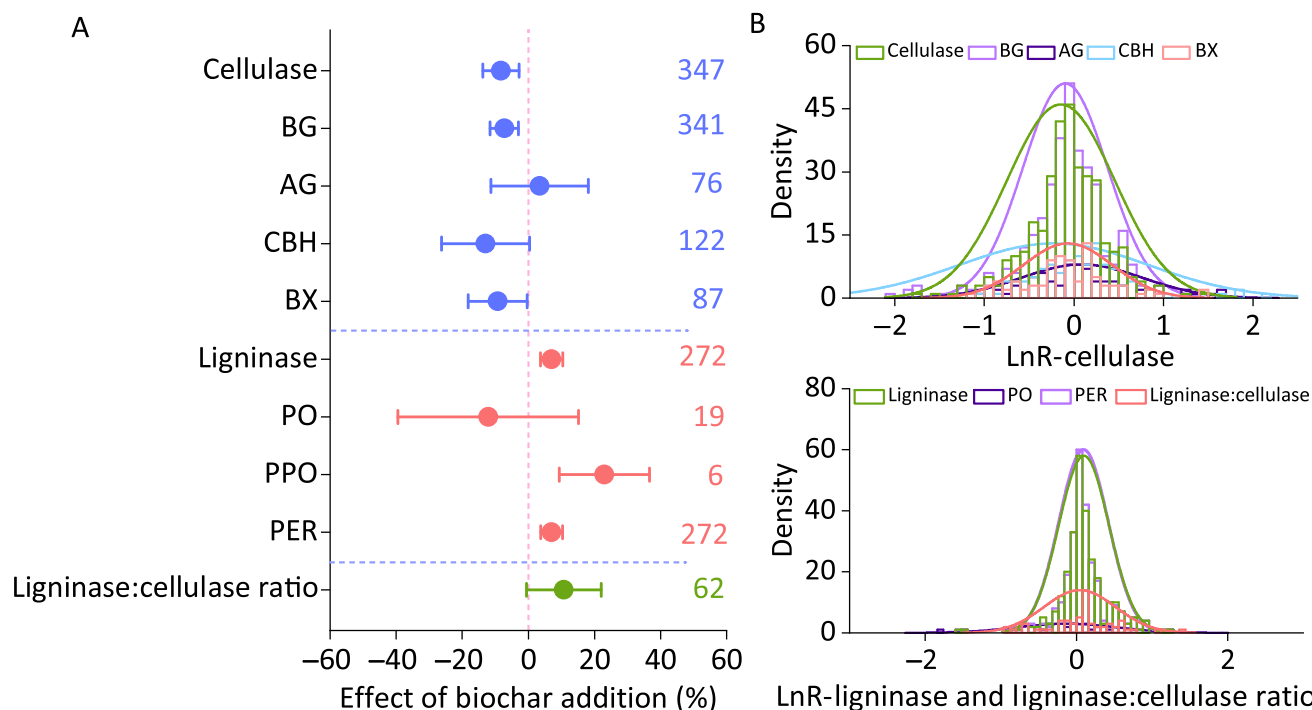 A
Cellulase 347
BG 341
AG 76
CBH 122
BX 87
Ligninase 272
PO 19
PPO 6
PER 272
Ligninase:cellulase ratio 62
−60 −40 −20 0 20 40 60
Effect of biochar addition (%)
B
Cellulase BG AG CBH BX
60
45
30
15
0
Density
−2 −1 0 1 2
LnR-cellulase
Ligninase PO PER Ligninase:cellulase
80
60
40
20
0
Density
−2 0 2
LnR-ligninase and ligninase:cellulase ratio